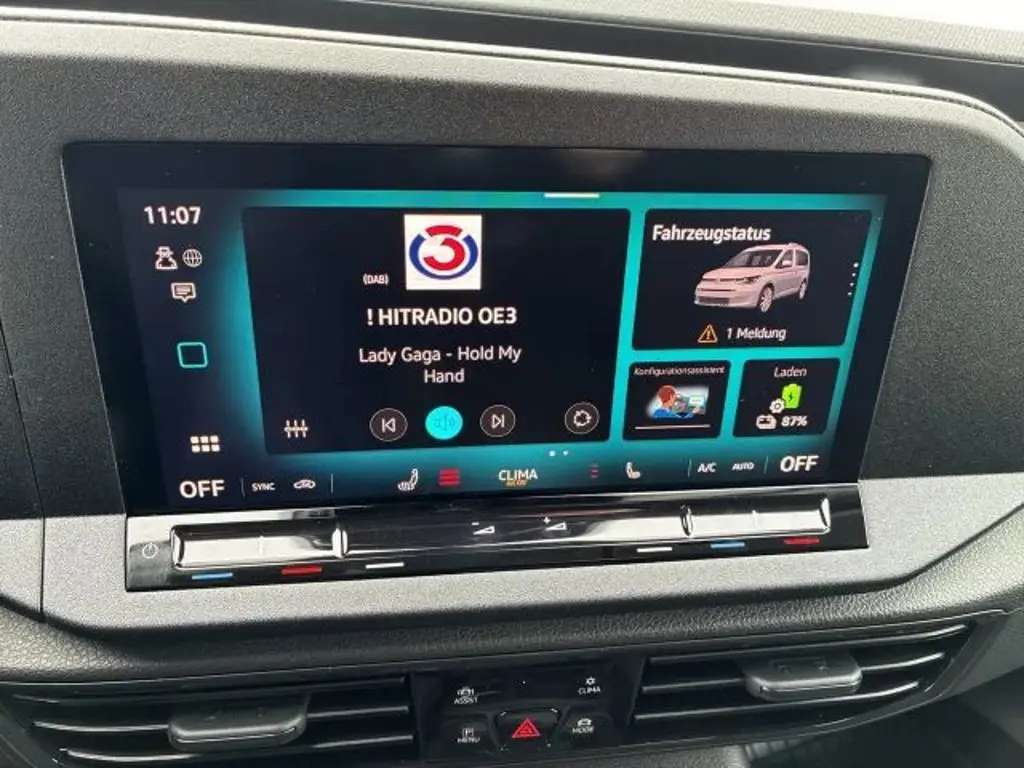 11:07
3
(DAB)
! HITRADIO OE3
Lady Gaga - Hold My
Hand
Fahrzeugstatus
1 Meldung
Konfigurationsassistent
Laden
87%
OFF
SYNC
CLIMA
A/C
AUTO
OFF
ASSIST
CLIMA
P
MENU
MODE